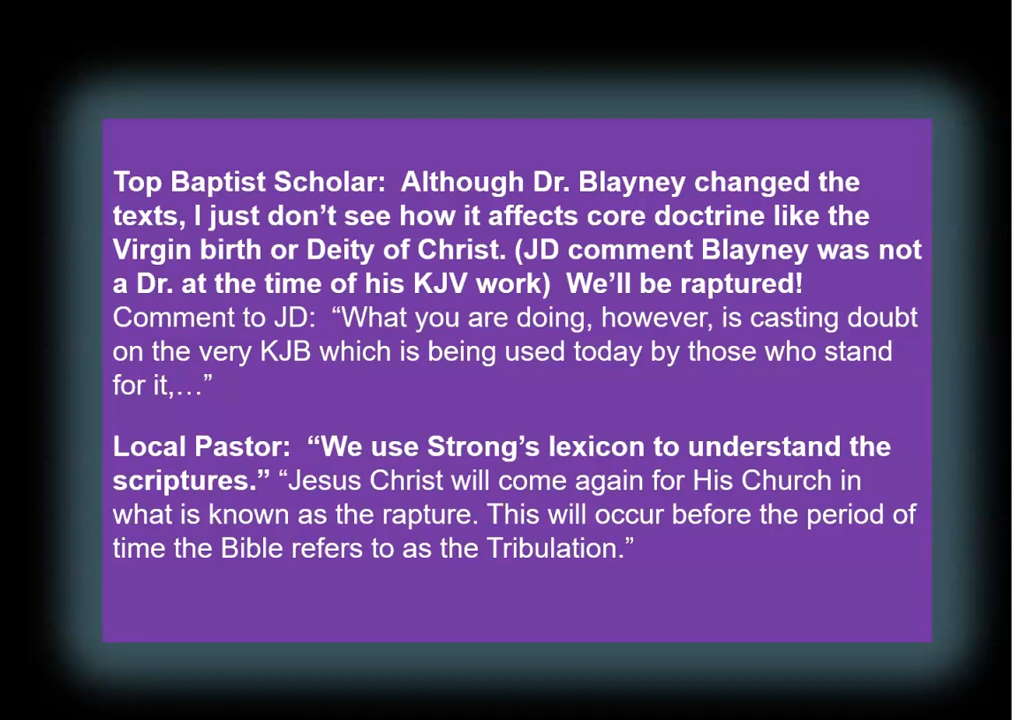 Top Baptist Scholar:  Although Dr. Blayney changed the
texts, I just don’t see how it affects core doctrine like the
Virgin birth or Deity of Christ. (JD comment Blayney was not
a Dr. at the time of his KJV work)  We’ll be raptured!
Comment to JD:  “What you are doing, however, is casting doubt
on the very KJB which is being used today by those who stand
for it,…”
Local Pastor:  “We use Strong’s lexicon to understand the
scriptures.” “Jesus Christ will come again for His Church in
what is known as the rapture. This will occur before the period of
time the Bible refers to as the Tribulation.”